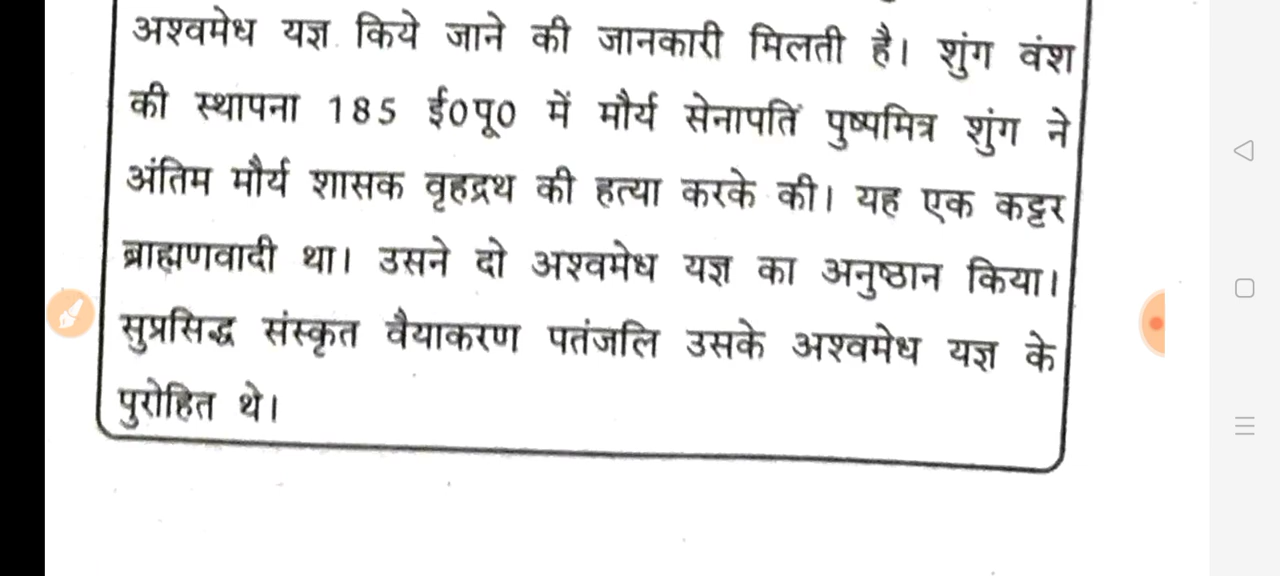 अश्वमेध यज्ञ किये जाने की जानकारी मिलती है। शुंग वंश
की स्थापना 185 ई0पू0 में मौर्य सेनापति पुष्पमित्र शुंग ने
अंतिम मौर्य शासक वृहद्रथ की हत्या करके की। यह एक कट्टर
ब्राह्मणवादी था। उसने दो अश्वमेध यज्ञ का अनुष्ठान किया।
सुप्रसिद्ध संस्कृत वैयाकरण पतंजलि उसके अश्वमेध यज्ञ के
पुरोहित थे।